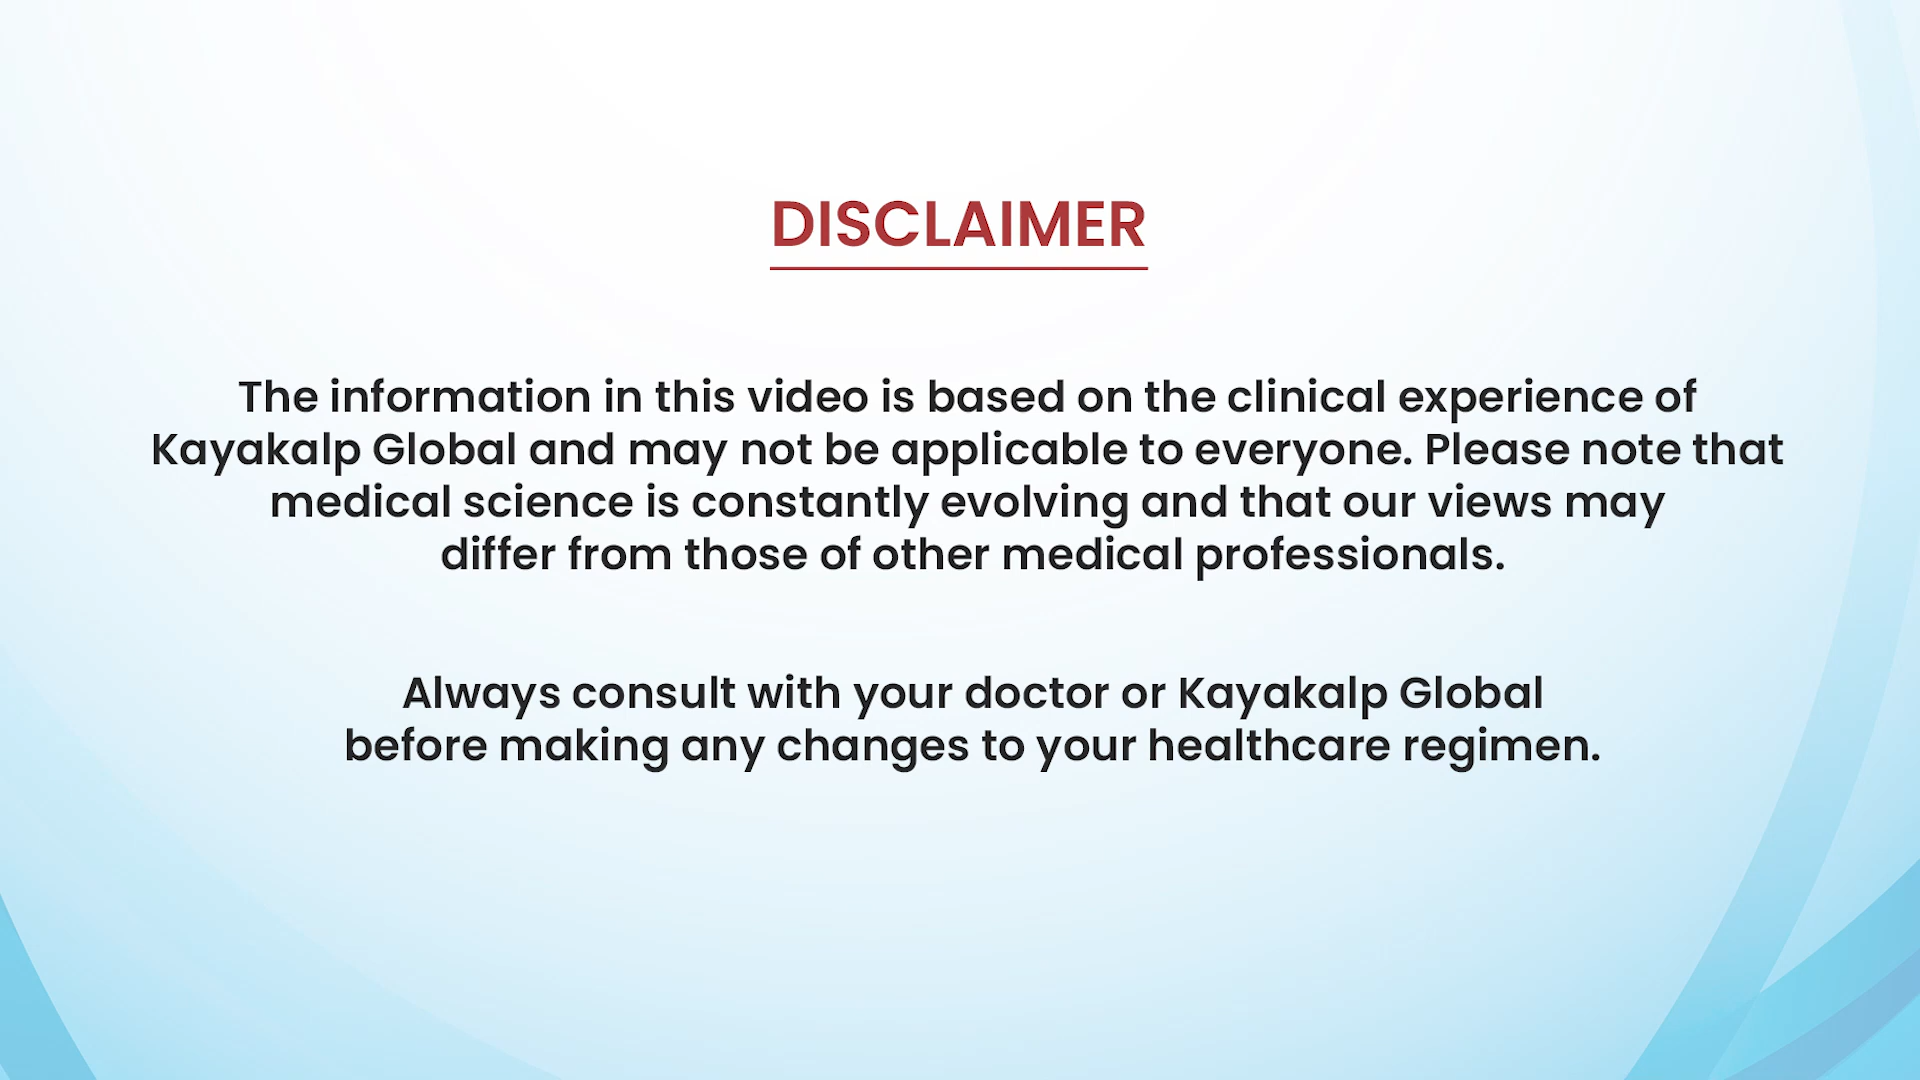 DISCLAIMER
The information in this video is based on the clinical experience of
Kayakalp Global and may not be applicable to everyone. Please note that
medical science is constantly evolving and that our views may
differ from those of other medical professionals.
Always consult with your doctor or Kayakalp Global
before making any changes to your healthcare regimen.